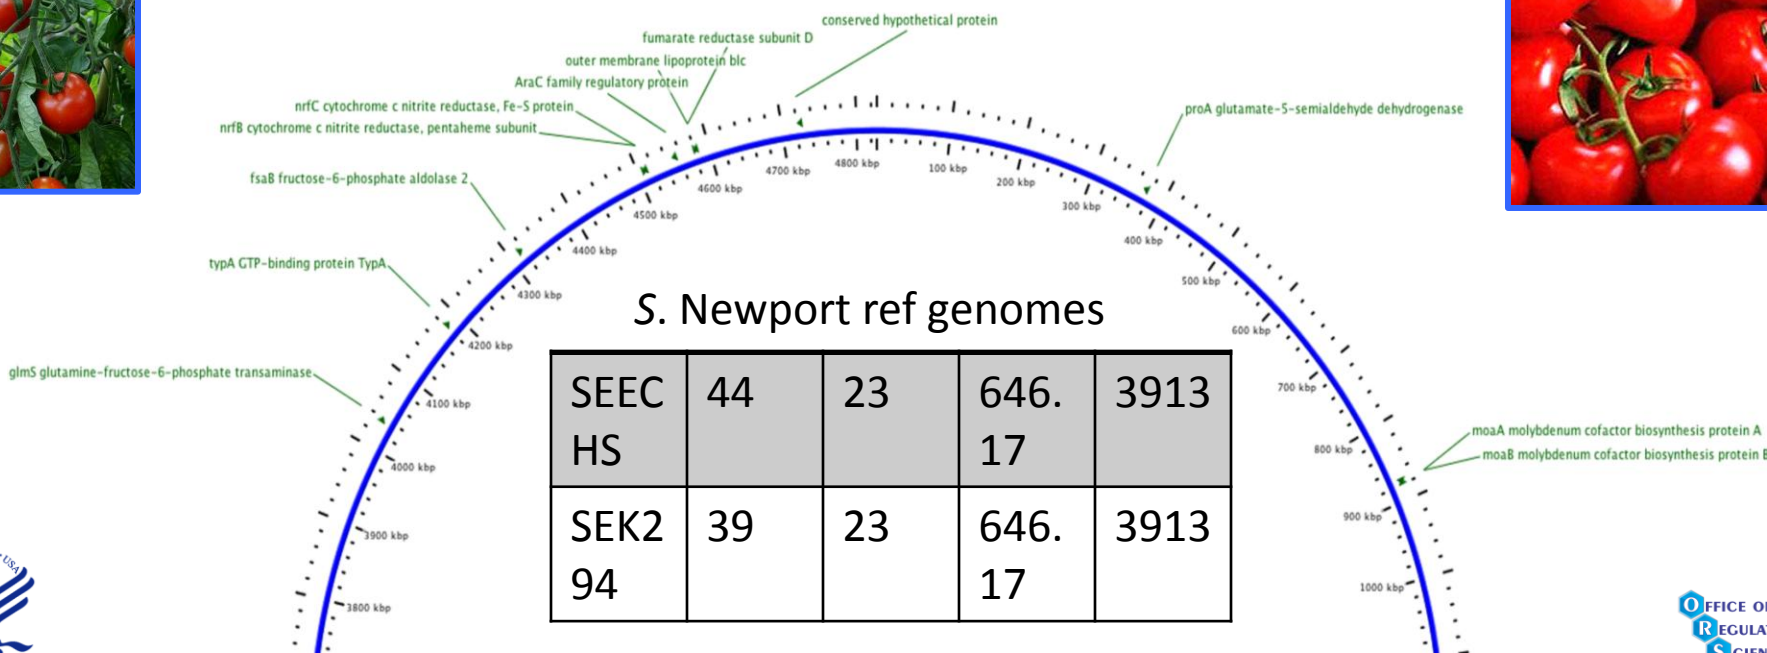 conserved hypothetical protein
fumarate reductase subunit D
outer membrane lipoprotein blc
AraC family regulatory protein
nrfC cytochrome c nitrite reductase, Fe-S protein
nrfB cytochrome c nitrite reductase, pentaheme subunit
proA glutamate-5-semialdehyde dehydrogenase
fsaB fructose-6-phosphate aldolase 2
typA GTP-binding protein TypA
glmS glutamine-fructose-6-phosphate transaminase
moaA molybdenum cofactor biosynthesis protein A
moaB molybdenum cofactor biosynthesis protein B
4800 kbp
100 kbp
200 kbp
300 kbp
400 kbp
500 kbp
600 kbp
700 kbp
800 kbp
900 kbp
1000 kbp
4700 kbp
4600 kbp
4500 kbp
4400 kbp
4300 kbp
4200 kbp
4100 kbp
4000 kbp
3900 kbp
3800 kbp
S. Newport ref genomes
SEEC 44 23 646. 3913
HS 17
SEK2 39 23 646. 3913
94 17
USA
OFFICE